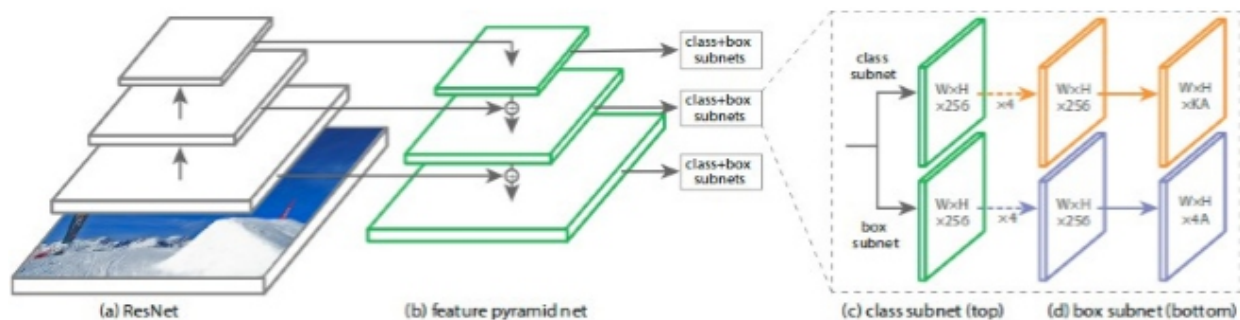 class+box
subnets
class+box
subnets
class+box
subnets
class
subnet
W×H
×256
×4
W×H
×256
W×H
×KA
box
subnet
W×H
×256
×4
W×H
×256
W×H
×4A
(a) ResNet
(b) feature pyramid net
(c) class subnet (top)
(d) box subnet (bottom)